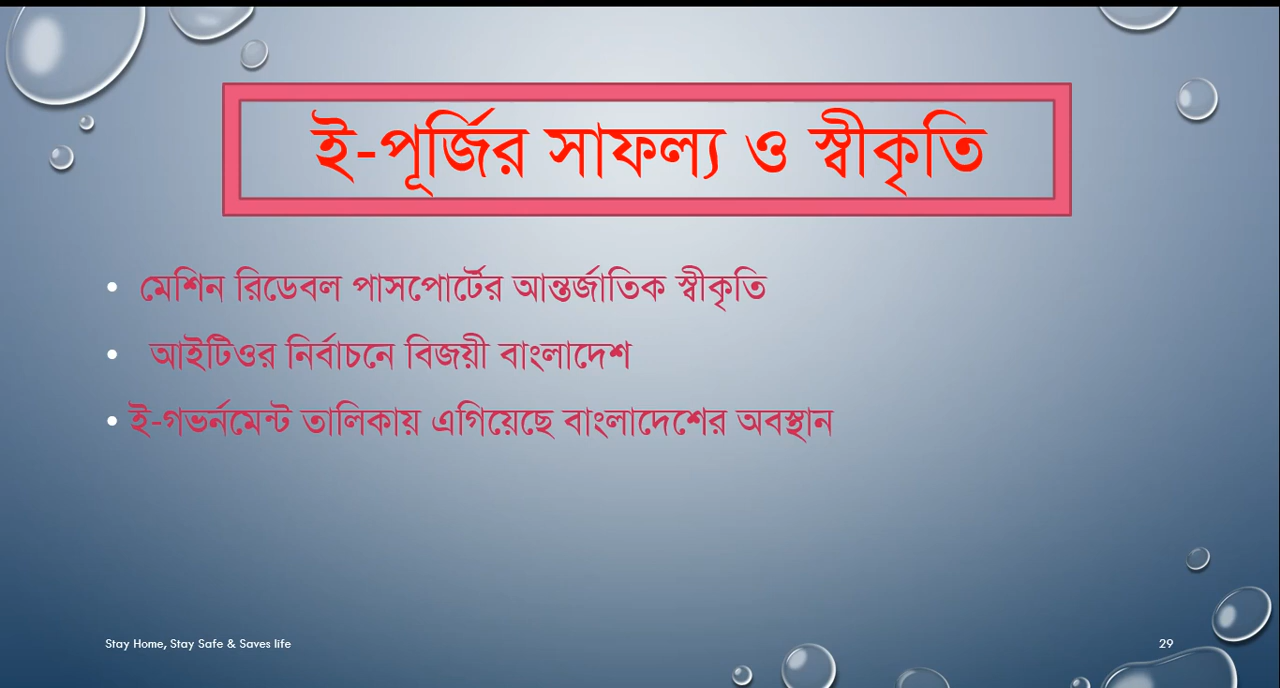 ই-পূর্জির সাফল্য ও স্বীকৃতি
• মেশিন রিডেবল পাসপোর্টের আন্তর্জাতিক স্বীকৃতি
• আইটিওর নির্বাচনে বিজয়ী বাংলাদেশ
• ই-গভর্নমেন্ট তালিকায় এগিয়েছে বাংলাদেশের অবস্থান
Stay Home, Stay Safe & Saves life
29